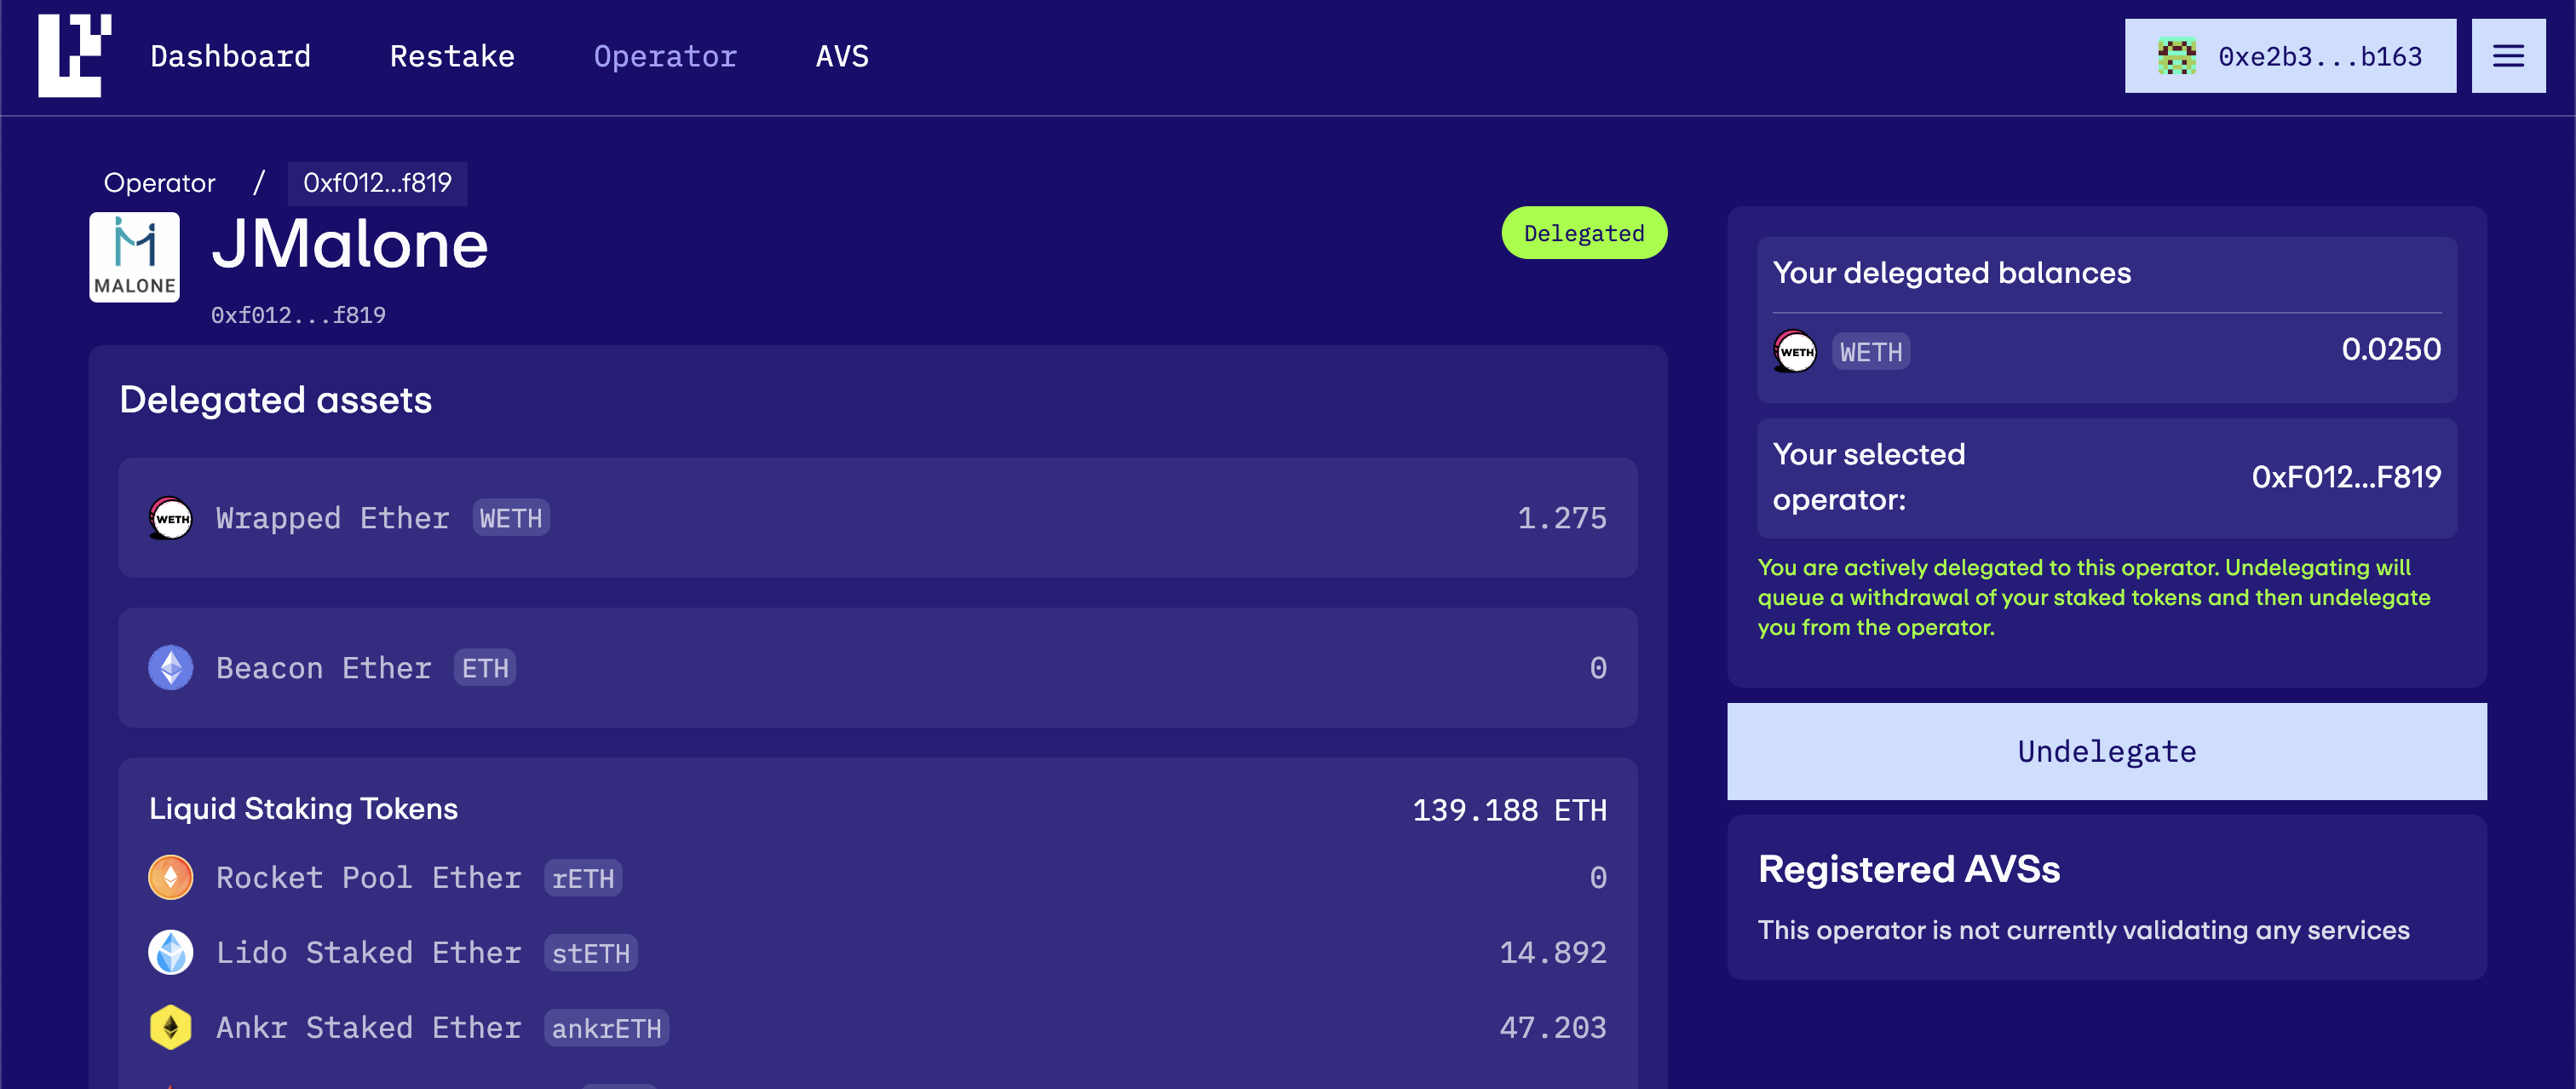 Dashboard
Restake
Operator
AVS
0xe2b3...b163
Operator / 0xf012...f819
MALONE
JMalone
0xf012...f819
Delegated
Delegated assets
WETH Wrapped Ether WETH 1.275
Beacon Ether ETH 0
Liquid Staking Tokens 139.188 ETH
Rocket Pool Ether rETH 0
Lido Staked Ether stETH 14.892
Ankr Staked Ether ankrETH 47.203
Your delegated balances
WETH WETH 0.0250
Your selected
operator:
0xF012...F819
You are actively delegated to this operator. Undelegating will
queue a withdrawal of your staked tokens and then undelegate
you from the operator.
Undelegate
Registered AVSs
This operator is not currently validating any services